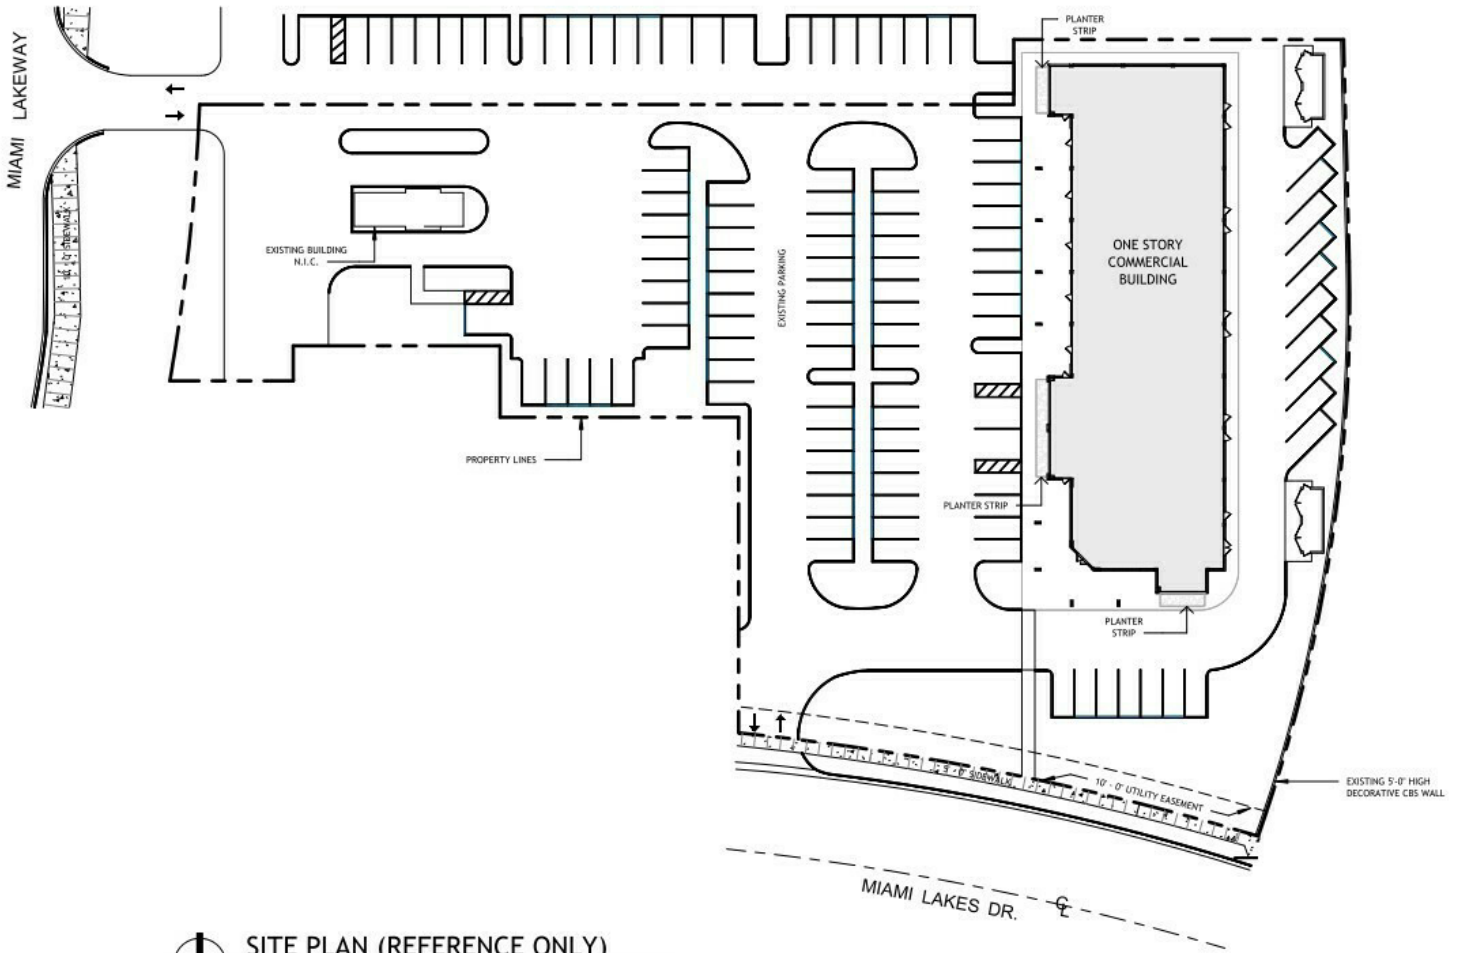 PLANTER
STRIP
MIAMI LAKEWAY
EXISTING BUILDING
N.I.C.
EXISTING PARKING
ONE STORY
COMMERCIAL
BUILDING
PROPERTY LINES
PLANTER STRIP
PLANTER
STRIP
5' - 0" SIDEWALK
10' - 0" UTILITY EASEMENT
EXISTING 5'-0" HIGH
DECORATIVE CBS WALL
MIAMI LAKES DR.
SITE PLAN (REFERENCE ONLY)
SIDEWALK